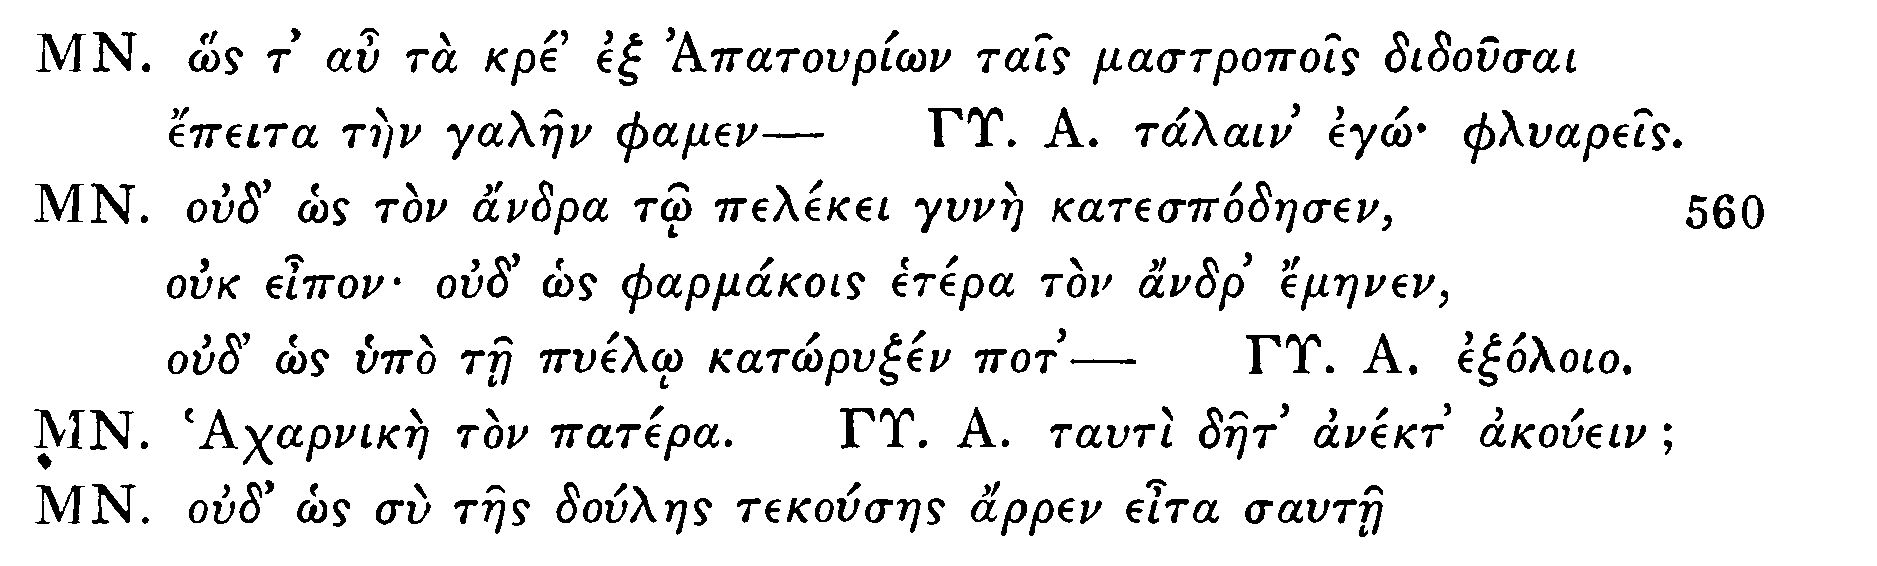 ΜΝ. ὥς τ’ αὖ τὰ κρέ’ ἐξ Ἀπατουρίων ταῖς μαστροποῖς διδοῦσαι
ἔπειτα τὴν γαλῆν φαμεν— ΓΥ. Α. τάλαιν’ ἐγώ· φλυαρεῖς.
ΜΝ. οὐδ’ ὡς τὸν ἄνδρα τῷ πελέκει γυνὴ κατεσπόδησεν, 560
οὐκ εἶπον· οὐδ’ ὡς φαρμάκοις ἑτέρα τὸν ἄνδρ’ ἔμηνεν,
οὐδ’ ὡς ὑπὸ τῇ πυέλῳ κατώρυξέν ποτ’— ΓΥ. Α. ἐξόλοιο.
ΜΝ. Ἁχαρνικὴ τὸν πατέρα. ΓΥ. Α. ταυτὶ δῆτ’ ἀνέκτ’ ἀκούειν;
ΜΝ. οὐδ’ ὡς σὺ τῆς δούλης τεκούσης ἄρρεν εἶτα σαυτῇ